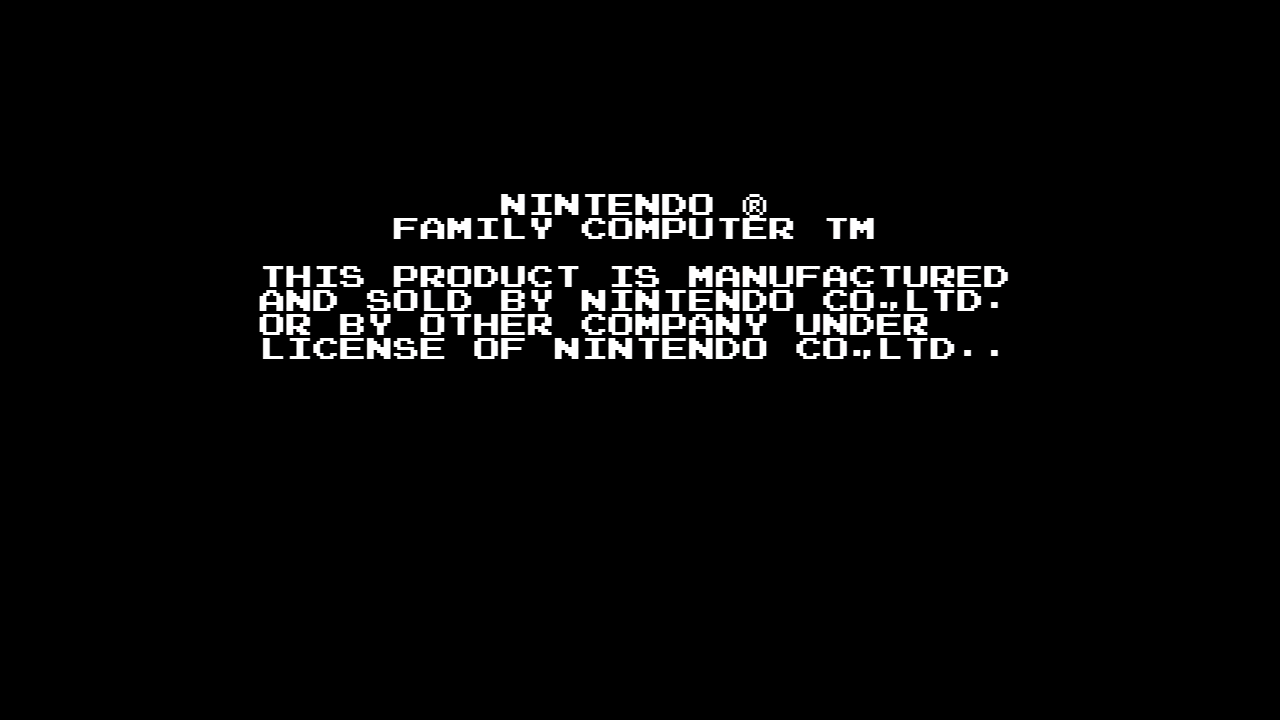 NINTENDO ®
FAMILY COMPUTER TM
THIS PRODUCT IS MANUFACTURED
AND SOLD BY NINTENDO CO.,LTD.
OR BY OTHER COMPANY UNDER
LICENSE OF NINTENDO CO.,LTD..